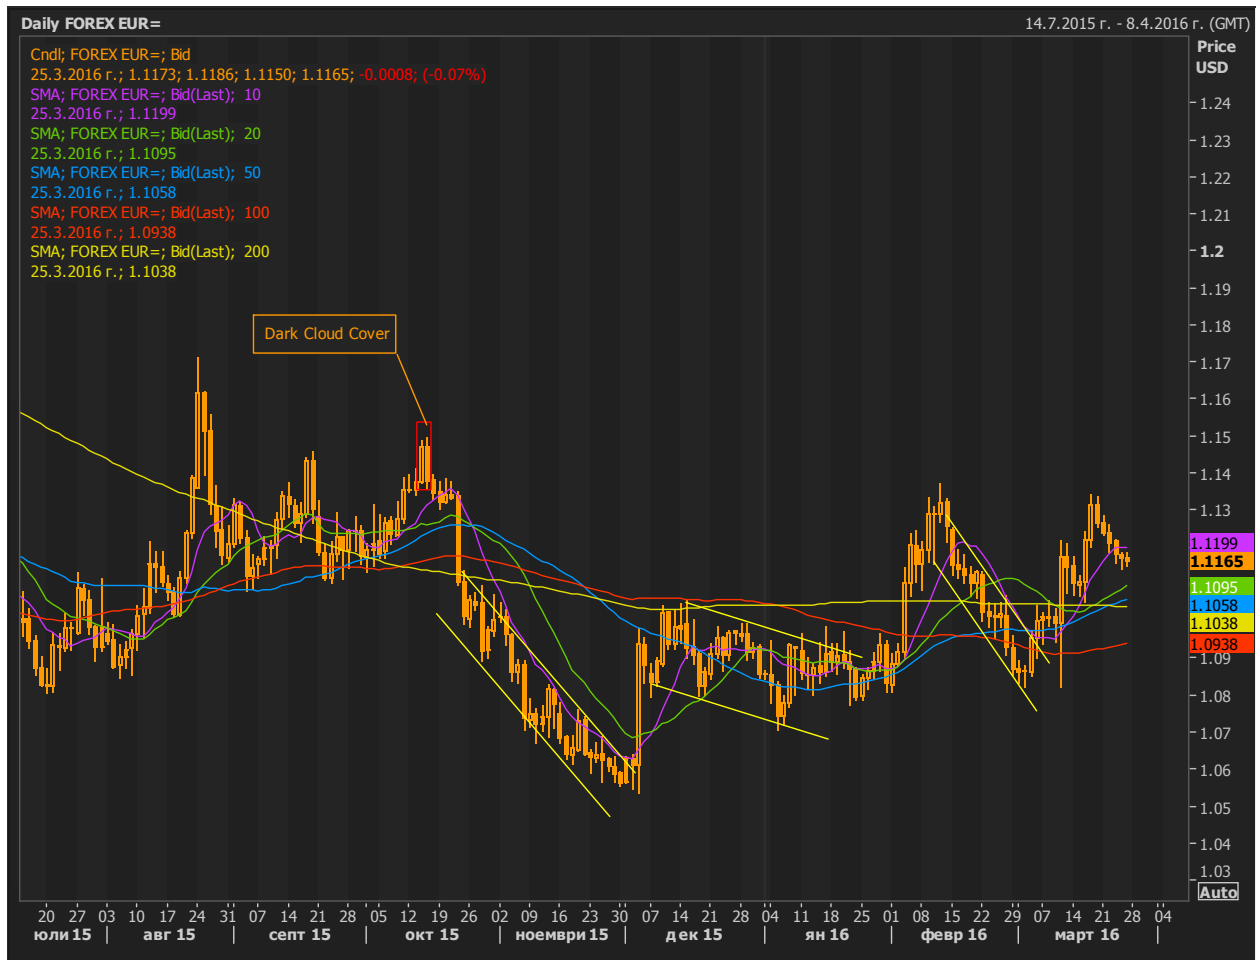 Daily FOREX EUR=
14.7.2015 г. - 8.4.2016 г. (GMT)
Price
USD
Cndl; FOREX EUR=; Bid
25.3.2016 г.; 1.1173; 1.1186; 1.1150; 1.1165; -0.0008; (-0.07%)
SMA; FOREX EUR=; Bid(Last); 10
25.3.2016 г.; 1.1199
SMA; FOREX EUR=; Bid(Last); 20
25.3.2016 г.; 1.1095
SMA; FOREX EUR=; Bid(Last); 50
25.3.2016 г.; 1.1058
SMA; FOREX EUR=; Bid(Last); 100
25.3.2016 г.; 1.0938
SMA; FOREX EUR=; Bid(Last); 200
25.3.2016 г.; 1.1038
Dark Cloud Cover
1.24
1.23
1.22
1.21
1.2
1.19
1.18
1.17
1.16
1.15
1.14
1.13
1.1199
1.1165
1.1095
1.1058
1.1038
1.0938
1.09
1.08
1.07
1.06
1.05
1.04
1.03
Auto
20 27 03 10 17 24 31 07 14 21 28 05 12 19 26 02 09 16 23 30 07 14 21 28 04 11 18 25 01 08 15 22 29 07 14 21 28 04
юли 15 авг 15 септ 15 окт 15 ноември 15 дек 15 ян 16 февр 16 март 16